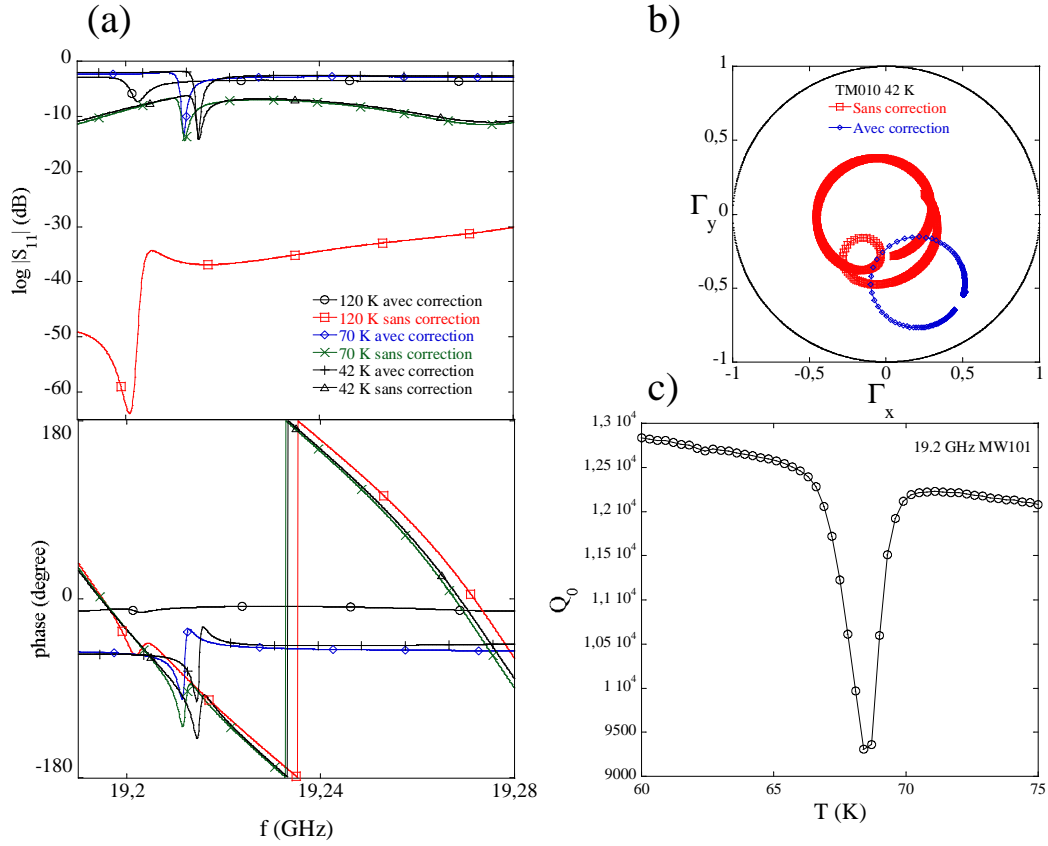 (a)
0
-10
-20
-30
-40
-50
-60
log |S11| (dB)
120 K avec correction
120 K sans correction
70 K avec correction
70 K sans correction
42 K avec correction
42 K sans correction
180
0
-180
phase (degree)
19,2
19,24
19,28
f (GHz)
b)
1
0,5
0
-0,5
-1
Γy
TM010 42 K
Sans correction
Avec correction
-1
-0,5
0
0,5
1
Γx
c)
1,3 10^4
1,25 10^4
1,2 10^4
1,15 10^4
1,1 10^4
1,05 10^4
1 10^4
9500
9000
Q0
19.2 GHz MW101
60
65
70
75
T (K)